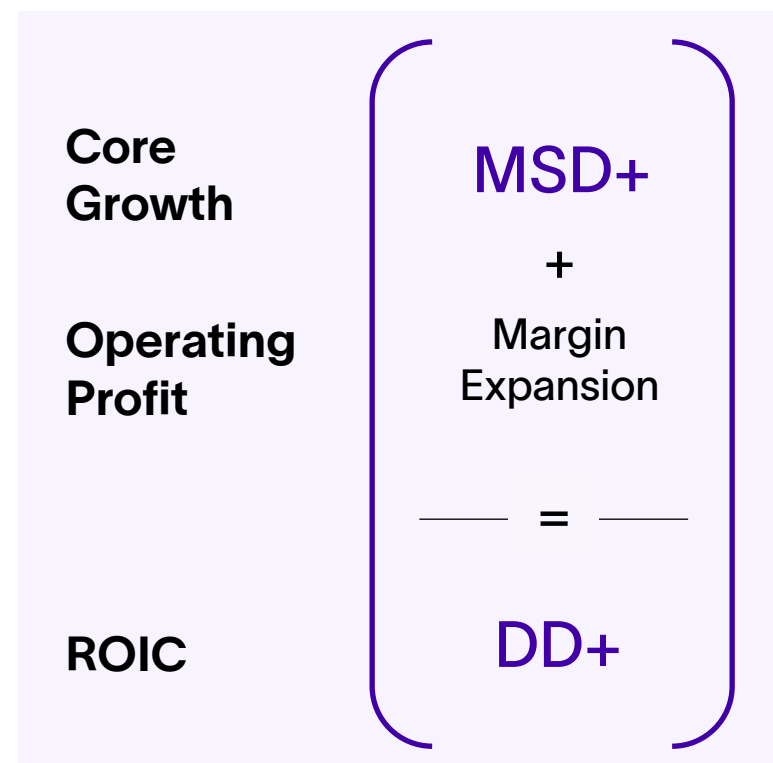 Core
Growth
MSD+
+
Operating
Profit
Margin
Expansion
=
ROIC
DD+